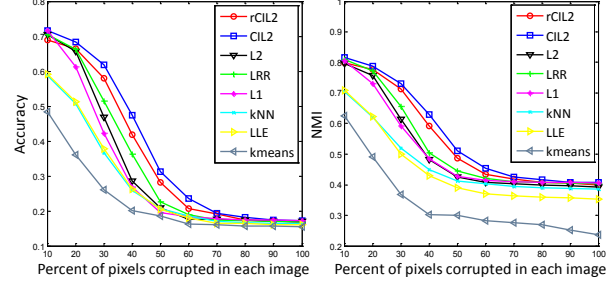 0.8
0.7
0.6
0.5
0.4
0.3
0.2
0.1
Accuracy
10 20 30 40 50 60 70 80 90 100
Percent of pixels corrupted in each image
rCIL2
CIL2
L2
LRR
L1
kNN
LLE
kmeans
1
0.9
0.8
0.7
0.6
0.5
0.4
0.3
0.2
NMI
10 20 30 40 50 60 70 80 90 100
Percent of pixels corrupted in each image
rCIL2
CIL2
L2
LRR
L1
kNN
LLE
kmeans